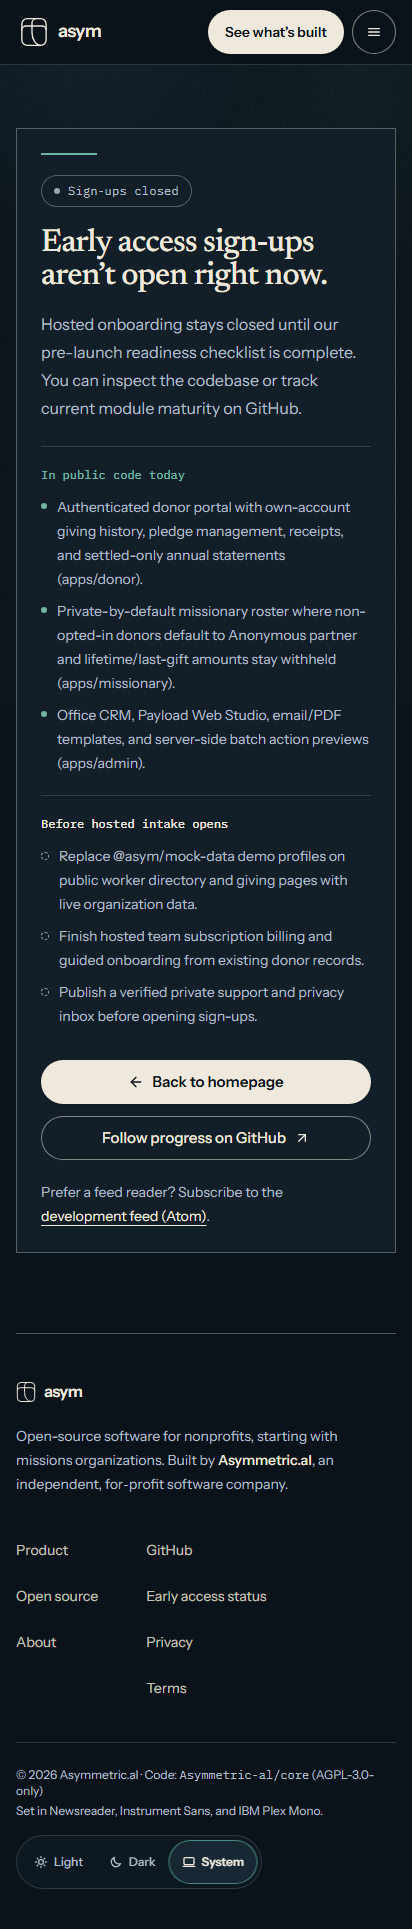 asym
See what's built
Sign-ups closed
Early access sign-ups
aren't open right now.
Hosted onboarding stays closed until our
pre-launch readiness checklist is complete.
You can inspect the codebase or track
current module maturity on GitHub.
In public code today
Authenticated donor portal with own-account
giving history, pledge management, receipts,
and settled-only annual statements
(apps/donor).
Private-by-default missionary roster where non-
opted-in donors default to Anonymous partner
and lifetime/last-gift amounts stay withheld
(apps/missionary).
Office CRM, Payload Web Studio, email/PDF
templates, and server-side batch action previews
(apps/admin).
Before hosted intake opens
Replace @asym/mock-data demo profiles on
public worker directory and giving pages with
live organization data.
Finish hosted team subscription billing and
guided onboarding from existing donor records.
Publish a verified private support and privacy
inbox before opening sign-ups.
← Back to homepage
Follow progress on GitHub ↗
Prefer a feed reader? Subscribe to the
development feed (Atom).
asym
Open-source software for nonprofits, starting with
missions organizations. Built by Asymmetric.al, an
independent, for-profit software company.
Product
Open source
About
GitHub
Early access status
Privacy
Terms
© 2026 Asymmetric.al · Code: Asymmetric-al/core (AGPL-3.0-
only)
Set in Newsreader, Instrument Sans, and IBM Plex Mono.
Light Dark System